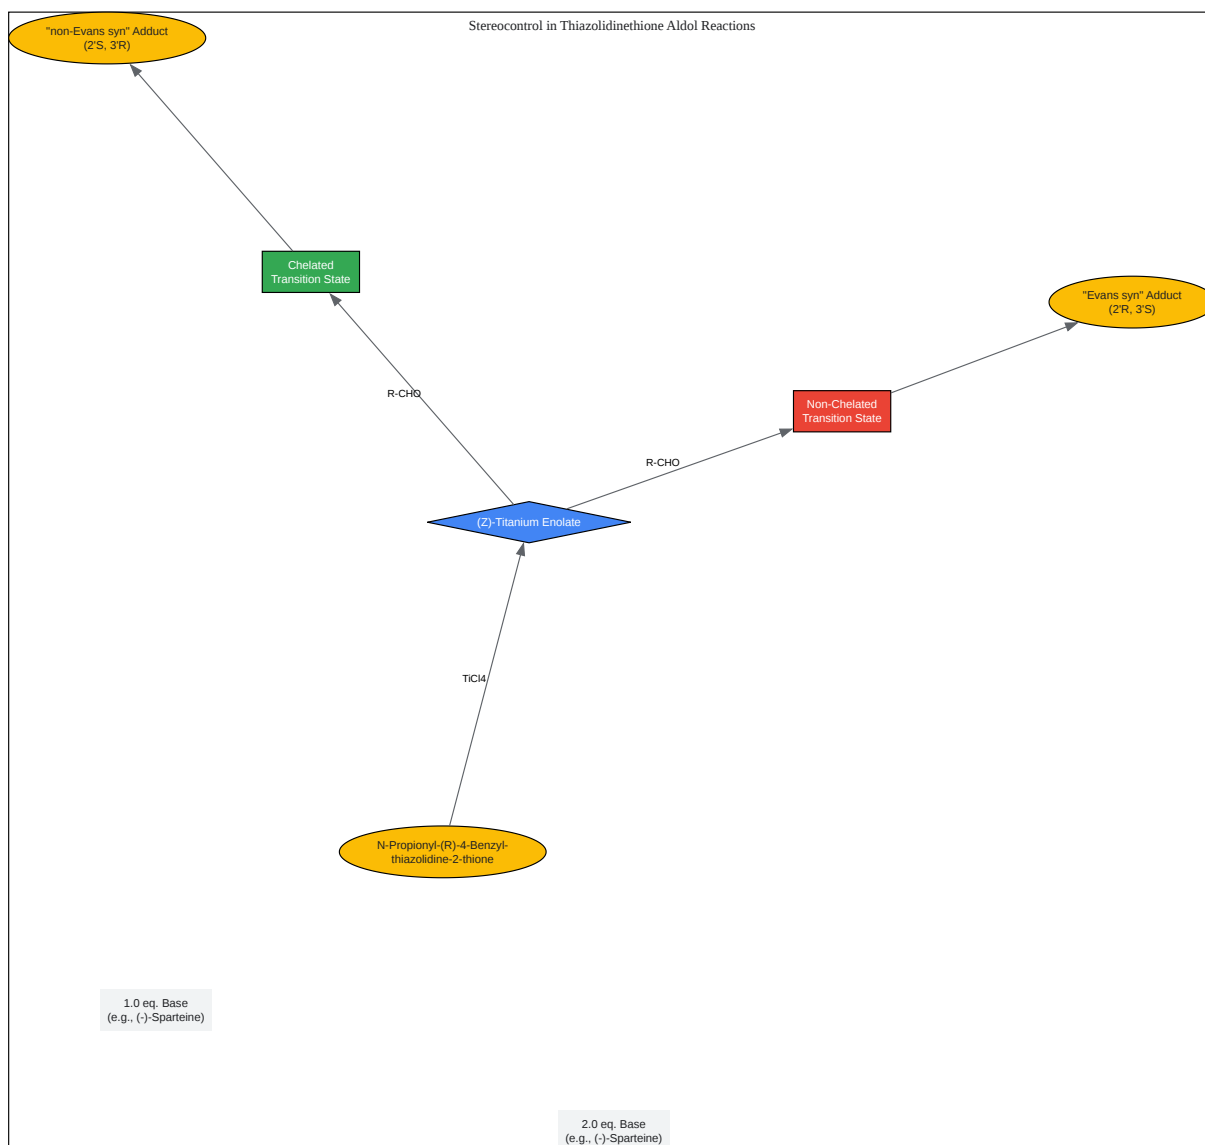 Stereocontrol in Thiazolidinethione Aldol Reactions
"non-Evans syn" Adduct
(2'S, 3'R)
Chelated
Transition State
"Evans syn" Adduct
(2'R, 3'S)
R-CHO
Non-Chelated
Transition State
R-CHO
(Z)-Titanium Enolate
TiCl4
N-Propionyl-(R)-4-Benzyl-
thiazolidine-2-thione
1.0 eq. Base
(e.g., (-)-Sparteine)
2.0 eq. Base
(e.g., (-)-Sparteine)